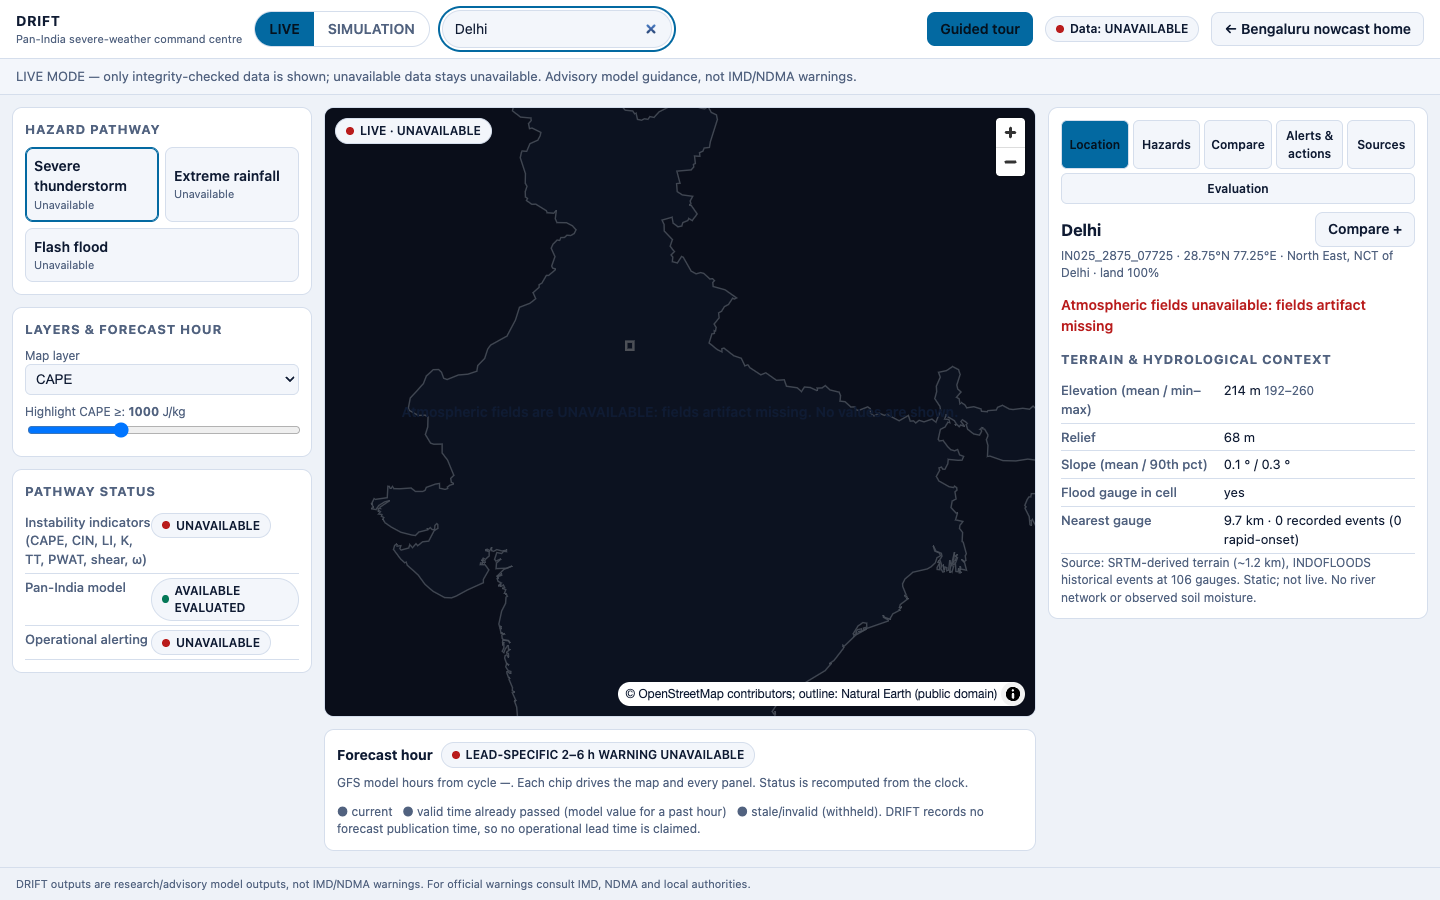 DRIFT
Pan-India severe-weather command centre
LIVE
SIMULATION
Delhi
Guided tour
Data: UNAVAILABLE
← Bengaluru nowcast home
LIVE MODE — only integrity-checked data is shown; unavailable data stays unavailable. Advisory model guidance, not IMD/NDMA warnings.
HAZARD PATHWAY
Severe
thunderstorm
Unavailable
Extreme rainfall
Unavailable
Flash flood
Unavailable
LAYERS & FORECAST HOUR
Map layer
CAPE
Highlight CAPE ≥: 1000 J/kg
PATHWAY STATUS
Instability indicators
(CAPE, CIN, LI, K,
TT, PWAT, shear, ω)
UNAVAILABLE
Pan-India model
AVAILABLE
EVALUATED
Operational alerting
UNAVAILABLE
LIVE · UNAVAILABLE
Atmospheric fields are UNAVAILABLE: fields artifact missing. No values are shown.
© OpenStreetMap contributors; outline: Natural Earth (public domain)
Forecast hour
LEAD-SPECIFIC 2–6 h WARNING UNAVAILABLE
GFS model hours from cycle —. Each chip drives the map and every panel. Status is recomputed from the clock.
current
valid time already passed (model value for a past hour)
stale/invalid (withheld). DRIFT records no
forecast publication time, so no operational lead time is claimed.
Location
Hazards
Compare
Alerts &
actions
Sources
Evaluation
Delhi
Compare +
IN025_2875_07725 · 28.75°N 77.25°E · North East, NCT of
Delhi · land 100%
Atmospheric fields unavailable: fields artifact
missing
TERRAIN & HYDROLOGICAL CONTEXT
Elevation (mean / min–
max)
214 m 192–260
Relief
68 m
Slope (mean / 90th pct)
0.1 ° / 0.3 °
Flood gauge in cell
yes
Nearest gauge
9.7 km · 0 recorded events (0
rapid-onset)
Source: SRTM-derived terrain (~1.2 km), INDOFLOODS
historical events at 106 gauges. Static; not live. No river
network or observed soil moisture.
DRIFT outputs are research/advisory model outputs, not IMD/NDMA warnings. For official warnings consult IMD, NDMA and local authorities.